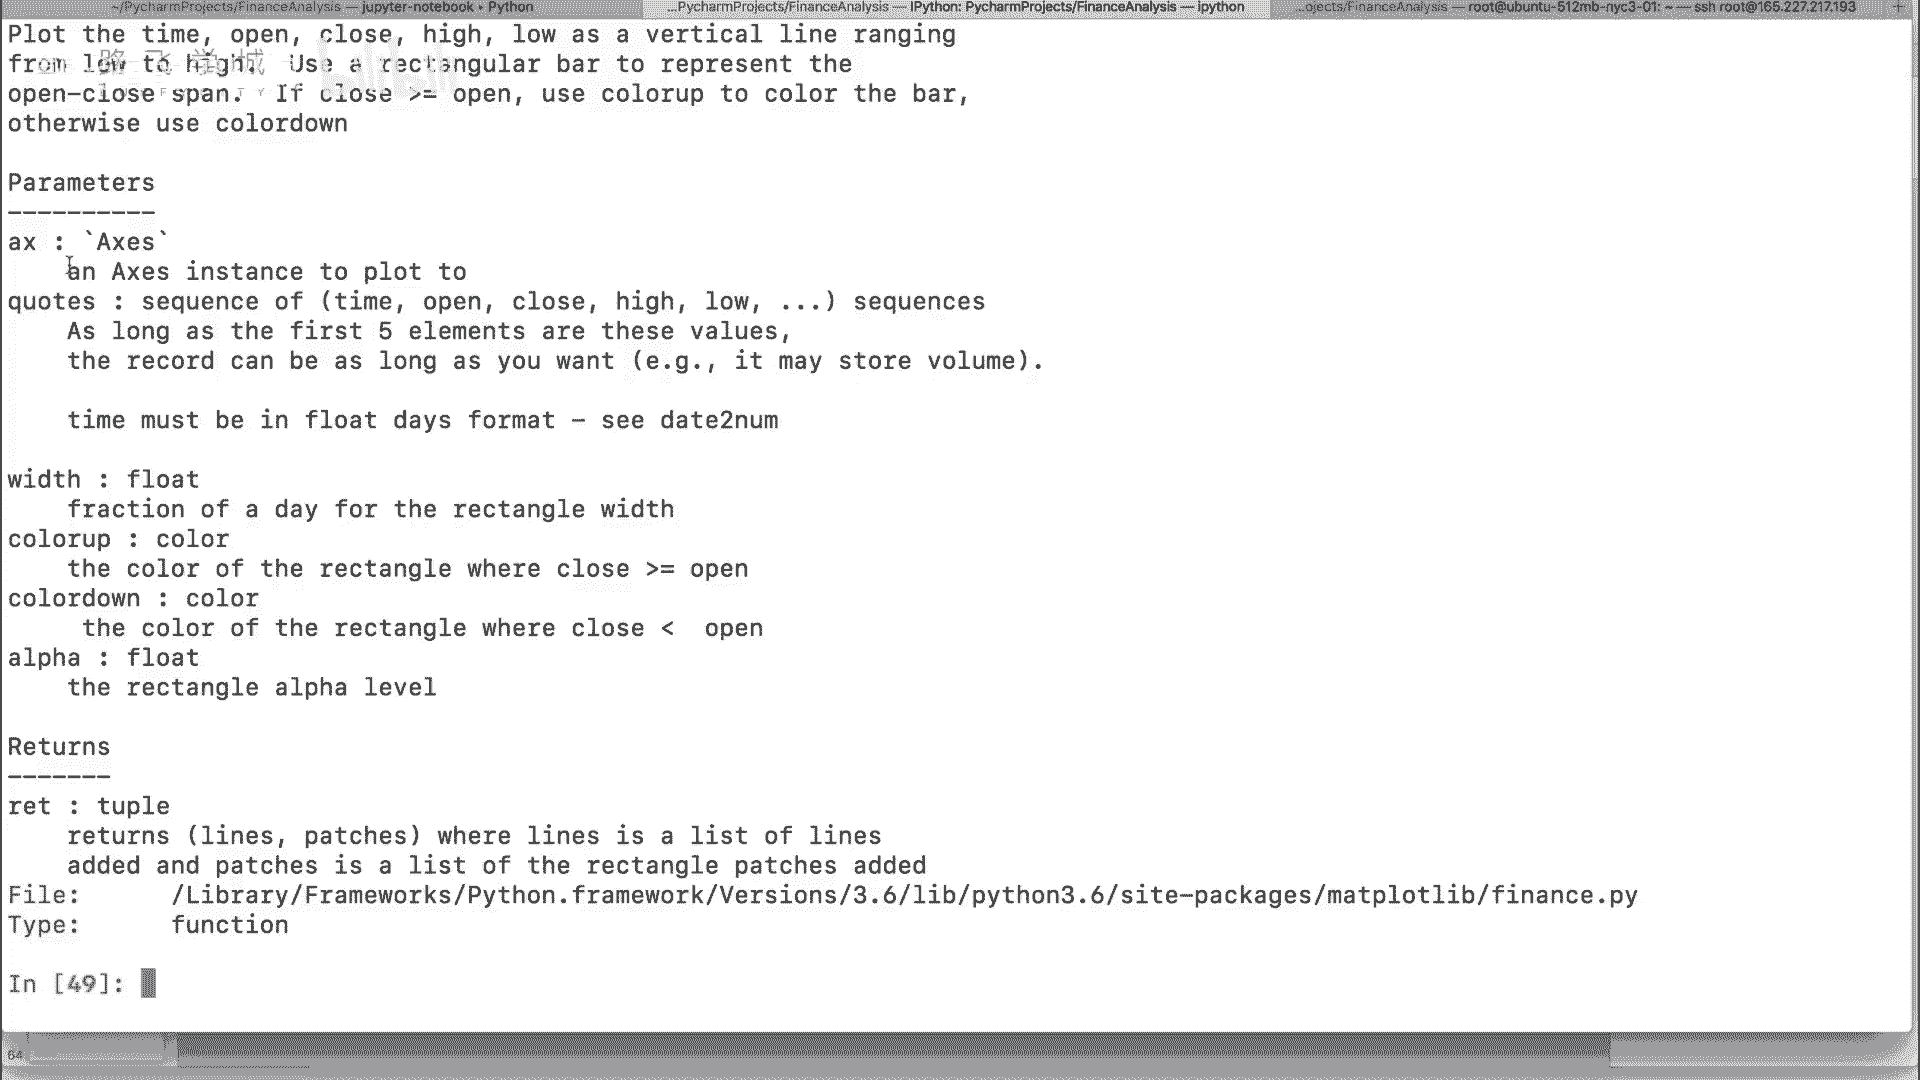 ~/PycharmProjects/FinanceAnalysis — jupyter-notebook • Python
...PycharmProjects/FinanceAnalysis — IPython: PycharmProjects/FinanceAnalysis — ipython
...ojects/FinanceAnalysis — root@ubuntu-512mb-nyc3-01: ~ — ssh root@165.227.217.193
+
Plot the time, open, close, high, low as a vertical line ranging
from low to high.  Use a rectangular bar to represent the
open-close span.  If close >= open, use colorup to color the bar,
otherwise use colordown
路飞学城
Parameters
----------
ax : `Axes`
    an Axes instance to plot to
quotes : sequence of (time, open, close, high, low, ...) sequences
    As long as the first 5 elements are these values,
    the record can be as long as you want (e.g., it may store volume).
    time must be in float days format - see date2num
width : float
    fraction of a day for the rectangle width
colorup : color
    the color of the rectangle where close >= open
colordown : color
     the color of the rectangle where close <  open
alpha : float
    the rectangle alpha level
Returns
-------
ret : tuple
    returns (lines, patches) where lines is a list of lines
    added and patches is a list of the rectangle patches added
File:      /Library/Frameworks/Python.framework/Versions/3.6/lib/python3.6/site-packages/matplotlib/finance.py
Type:      function
In [49]:
64